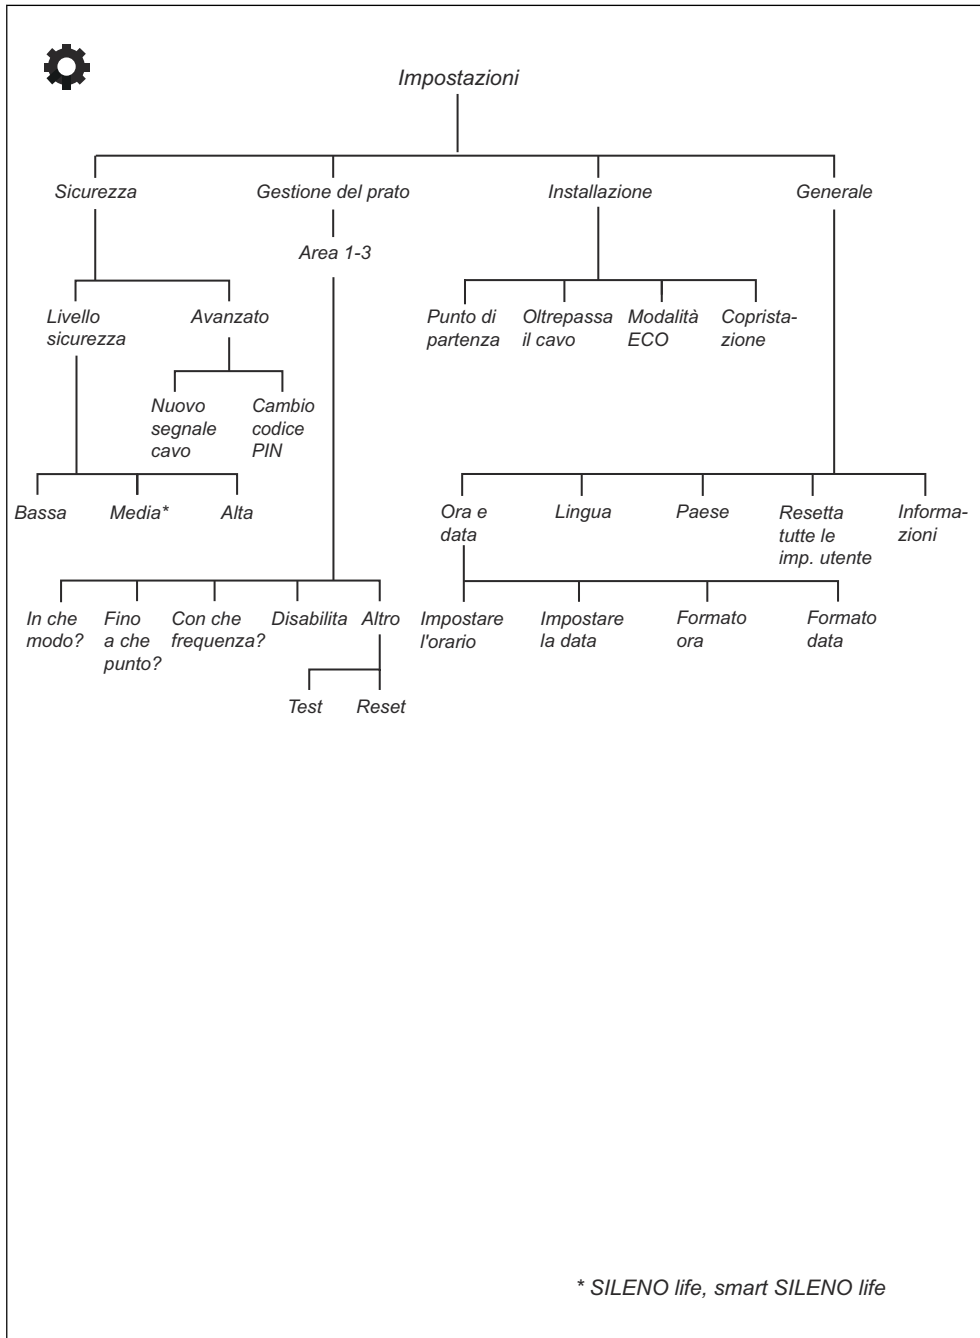 Impostazioni
Sicurezza
Gestione del prato
Installazione
Generale
Area 1-3
Livello
sicurezza
Avanzato
Punto di
partenza
Oltrepassa
il cavo
Modalità
ECO
Coprista-
zione
Nuovo
segnale
cavo
Cambio
codice
PIN
Bassa
Media*
Alta
Ora e
data
Lingua
Paese
Resetta
tutte le
imp. utente
Informa-
zioni
In che
modo?
Fino
a che
punto?
Con che
frequenza?
Disabilita
Altro
Impostare
l'orario
Impostare
la data
Formato
ora
Formato
data
Test
Reset
* SILENO life, smart SILENO life